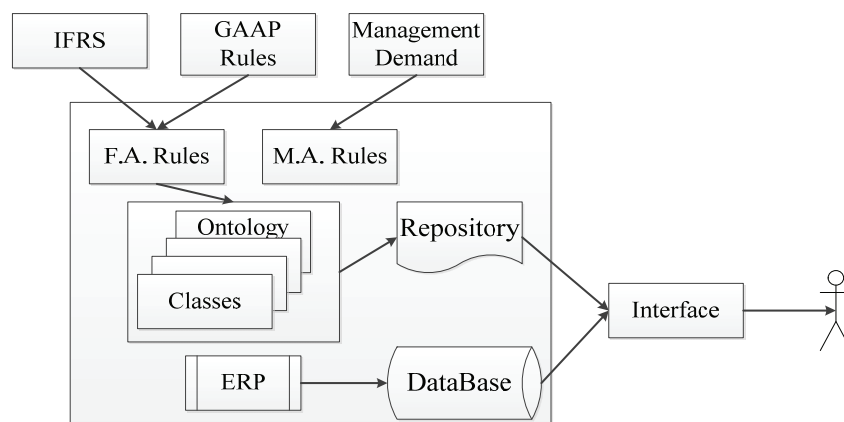 IFRS
GAAP
Rules
Management
Demand
F.A. Rules
M.A. Rules
Ontology
Classes
Repository
Interface
ERP
DataBase